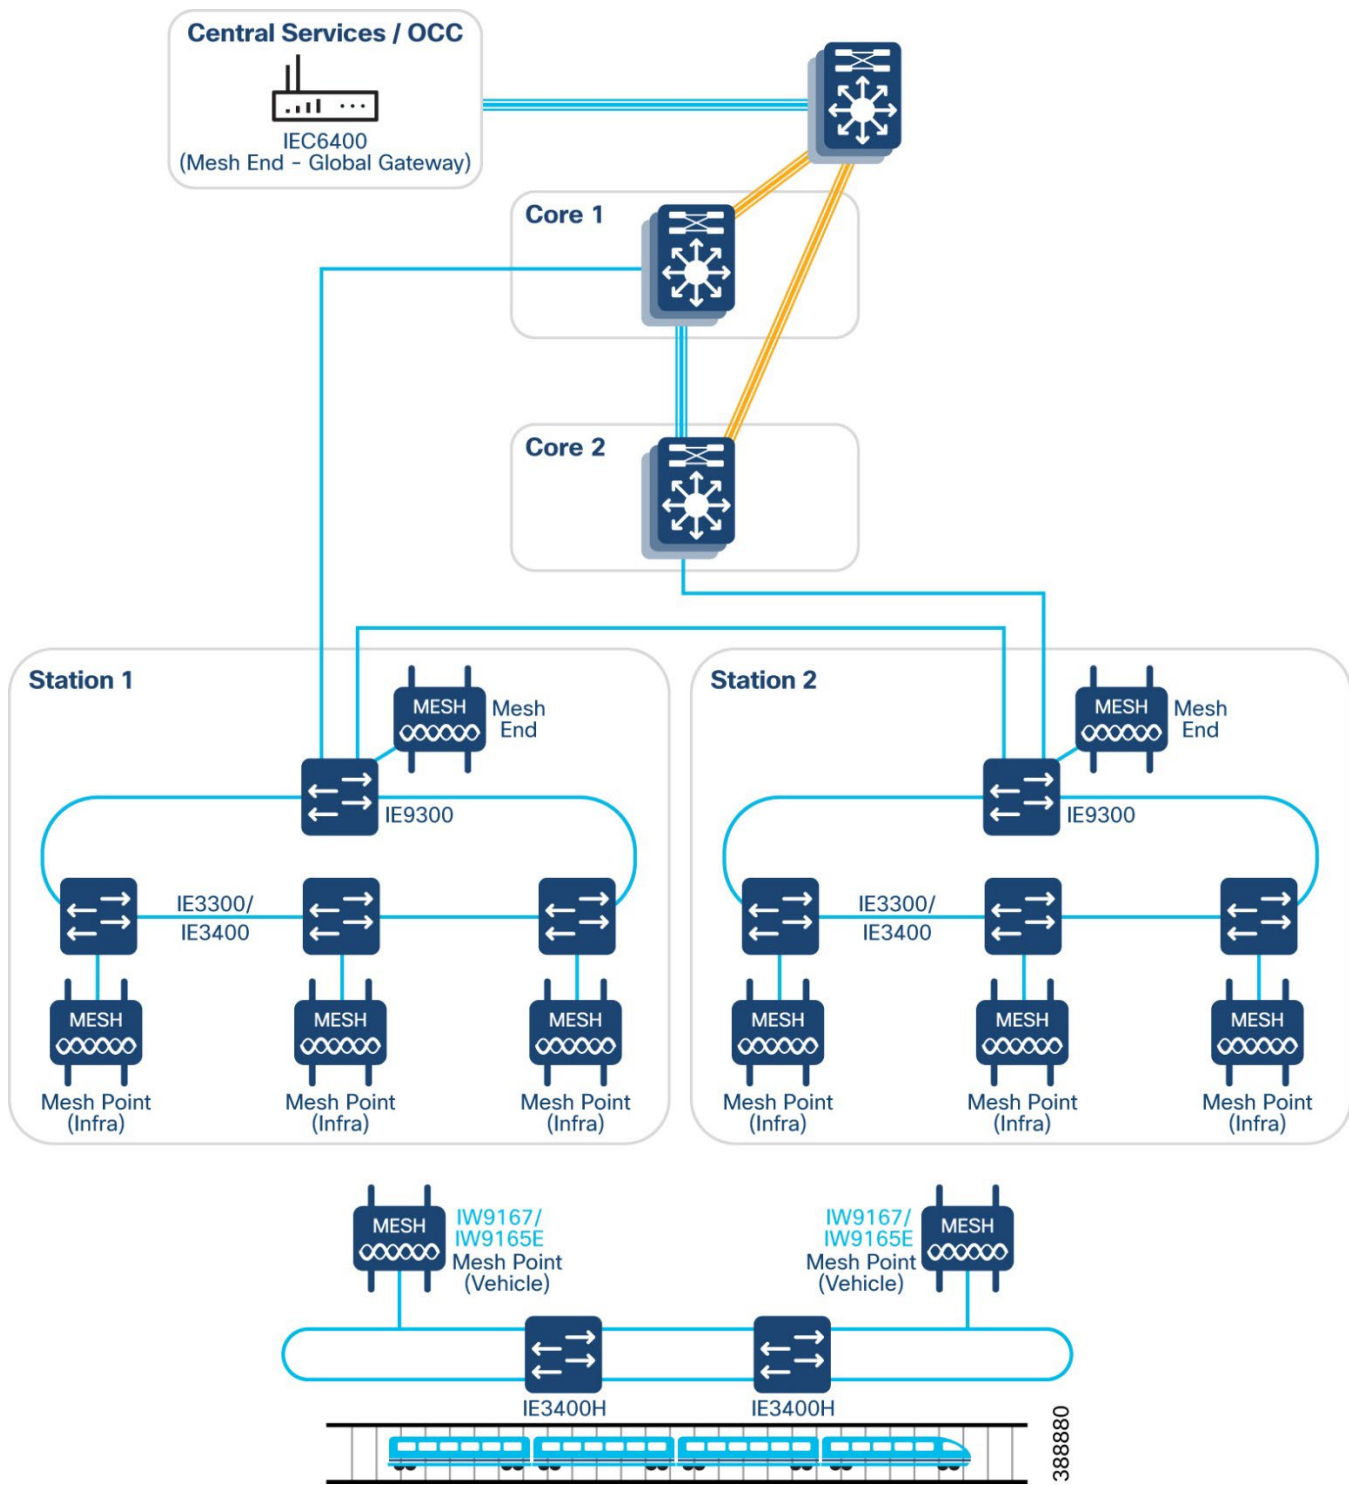 Central Services / OCC
IEC6400
(Mesh End - Global Gateway)
Core 1
Core 2
Station 1
MESH
Mesh
End
IE9300
IE3300/
IE3400
MESH
MESH
MESH
Mesh Point
(Infra)
Mesh Point
(Infra)
Mesh Point
(Infra)
Station 2
MESH
Mesh
End
IE9300
IE3300/
IE3400
MESH
MESH
MESH
Mesh Point
(Infra)
Mesh Point
(Infra)
Mesh Point
(Infra)
MESH
IW9167/
IW9165E
Mesh Point
(Vehicle)
IW9167/
IW9165E
Mesh Point
(Vehicle)
MESH
IE3400H
IE3400H
388880